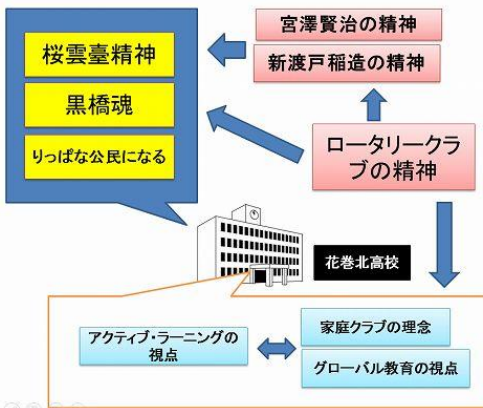 桜雲臺精神
黒橋魂
りっぱな公民になる
宮澤賢治の精神
新渡戸稲造の精神
ロータリークラ
ブの精神
花巻北高校
アクティブ・ラーニングの
視点
家庭クラブの理念
グローバル教育の視点